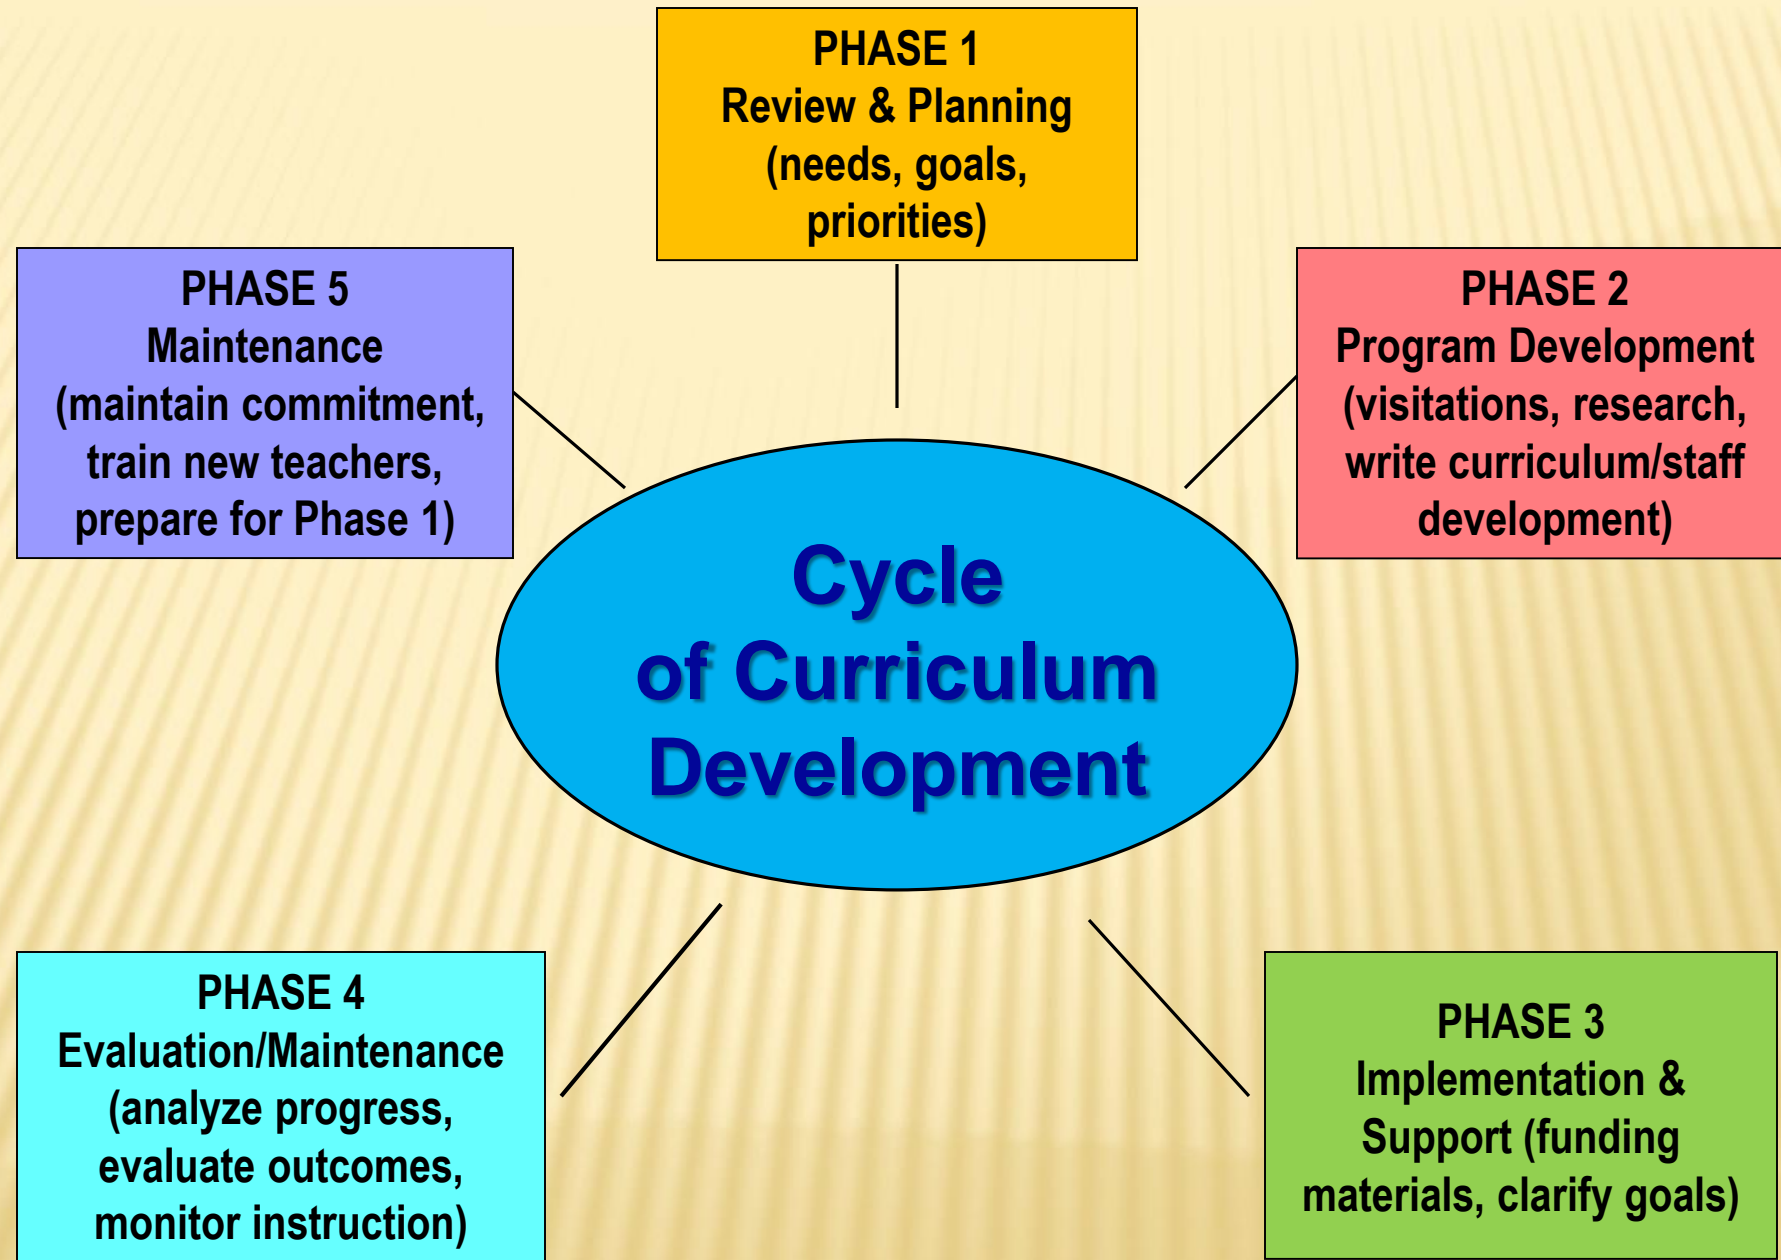 PHASE 1
Review & Planning
(needs, goals,
priorities)
PHASE 5
Maintenance
(maintain commitment,
train new teachers,
prepare for Phase 1)
PHASE 2
Program Development
(visitations, research,
write curriculum/staff
development)
Cycle
of Curriculum
Development
PHASE 4
Evaluation/Maintenance
(analyze progress,
evaluate outcomes,
monitor instruction)
PHASE 3
Implementation &
Support (funding
materials, clarify goals)